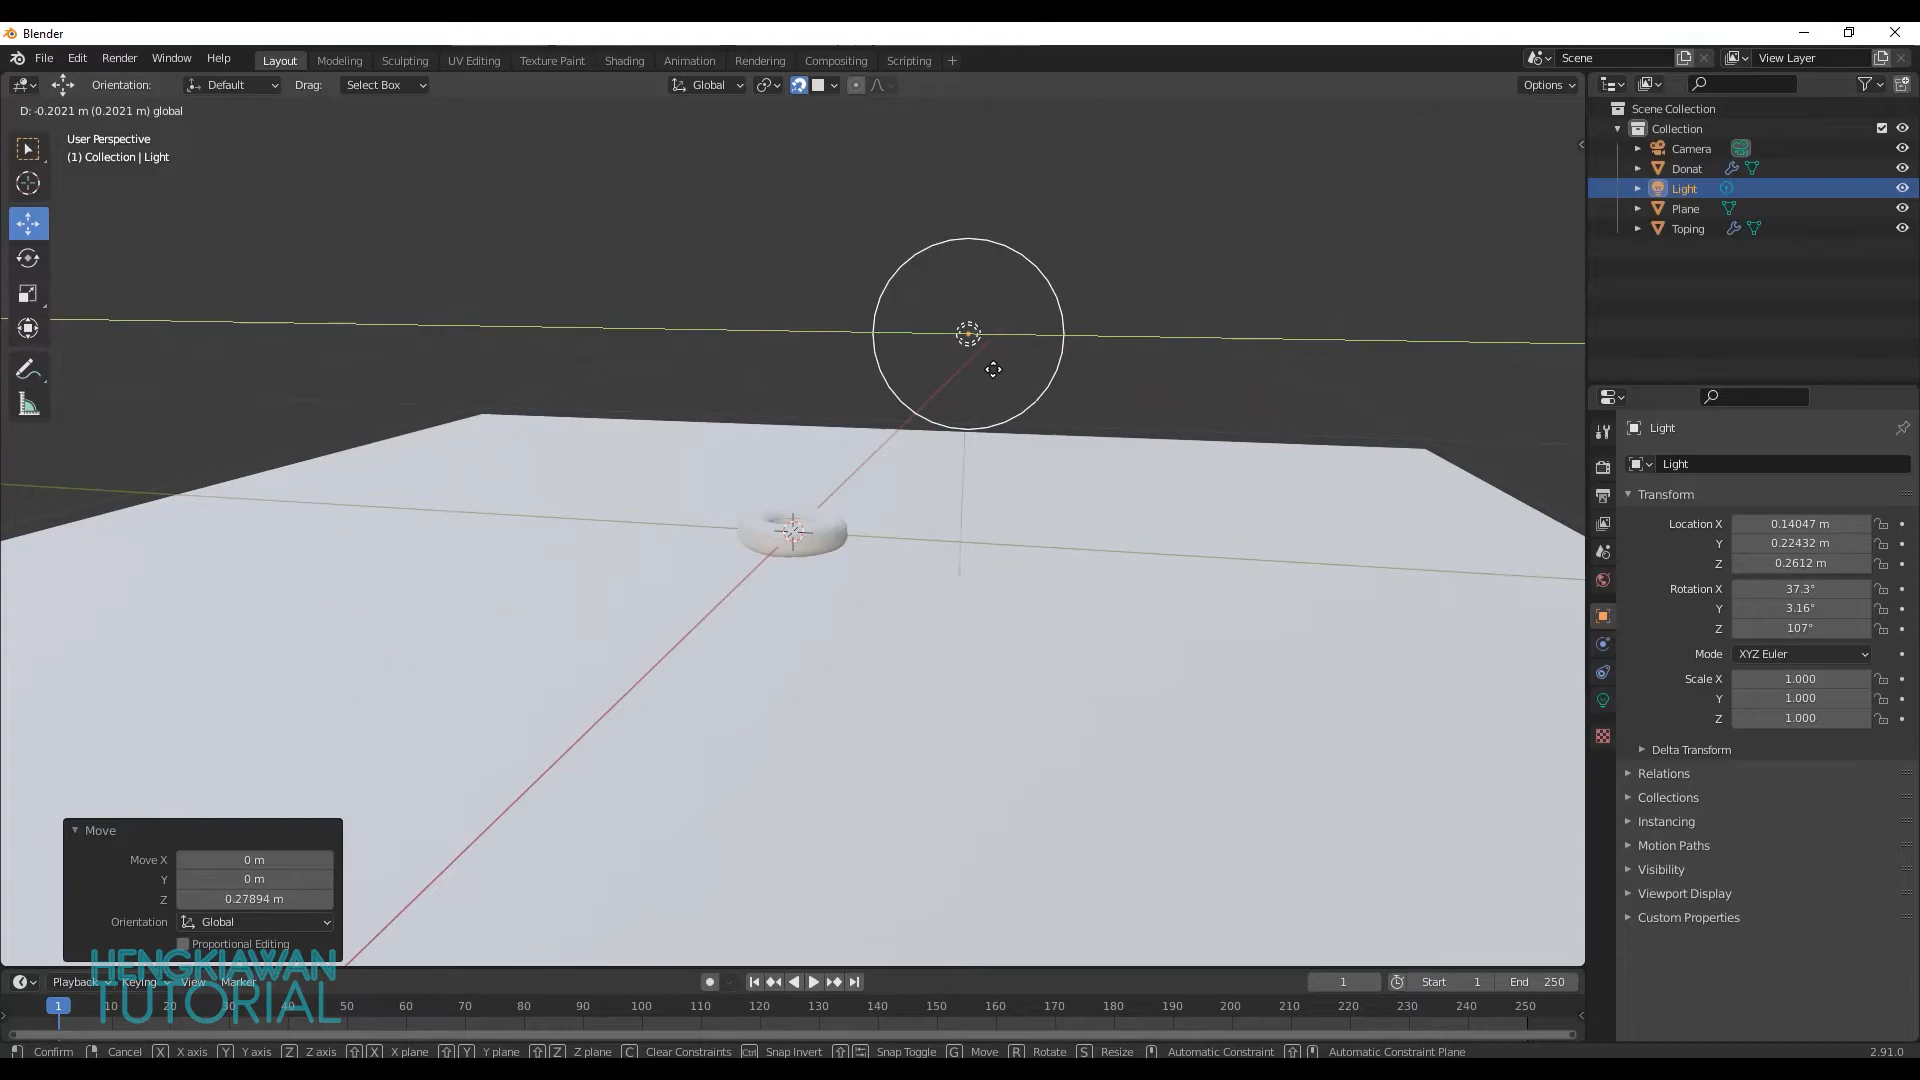 Blender
File Edit Render Window Help Layout Modeling Sculpting UV Editing Texture Paint Shading Animation Rendering Compositing Scripting + Scene View Layer
Orientation: Default Drag: Select Box Global Options
D: -0.2021 m (0.2021 m) global
User Perspective
(1) Collection | Light
Scene Collection
Collection
Camera
Donat
Light
Plane
Toping
Light
Light
Transform
Location X 0.14047 m
Y 0.22432 m
Z 0.2612 m
Rotation X 37.3°
Y 3.16°
Z 107°
Mode XYZ Euler
Scale X 1.000
Y 1.000
Z 1.000
Delta Transform
Relations
Collections
Instancing
Motion Paths
Visibility
Viewport Display
Custom Properties
Move
Move X 0 m
Y 0 m
Z 0.27894 m
Orientation Global
Proportional Editing
HENGKIAWAN
TUTORIAL
Playback Keying View Marker 1 Start 1 End 250
1 10 20 30 40 50 60 70 80 90 100 110 120 130 140 150 160 170 180 190 200 210 220 230 240 250
Confirm Cancel X X axis Y Y axis Z Z axis X X plane Y Y plane Z Z plane C Clear Constraints Ctrl Snap Invert Snap Toggle G Move R Rotate S Resize Automatic Constraint Automatic Constraint Plane 2.91.0